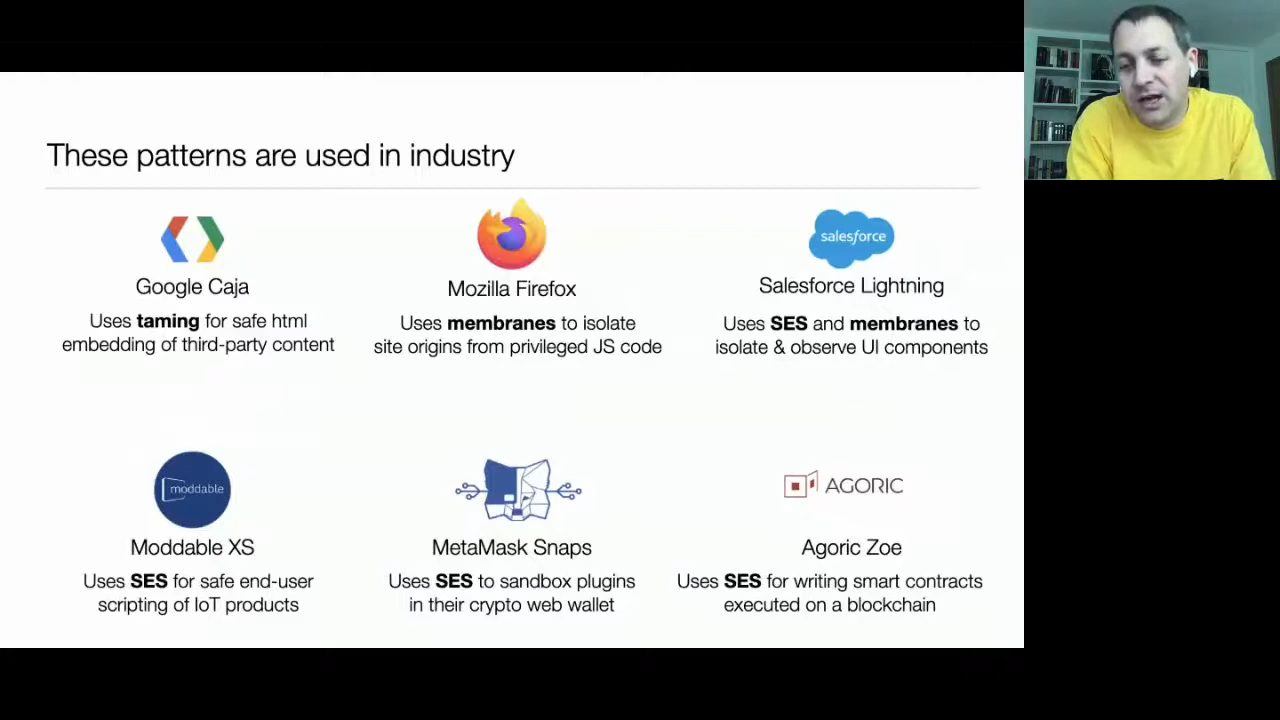 These patterns are used in industry
salesforce
Google Caja
Mozilla Firefox
Salesforce Lightning
Uses taming for safe html
embedding of third-party content
Uses membranes to isolate
site origins from privileged JS code
Uses SES and membranes to
isolate & observe UI components
moddable
AGORIC
Moddable XS
MetaMask Snaps
Agoric Zoe
Uses SES for safe end-user
scripting of IoT products
Uses SES to sandbox plugins
in their crypto web wallet
Uses SES for writing smart contracts
executed on a blockchain